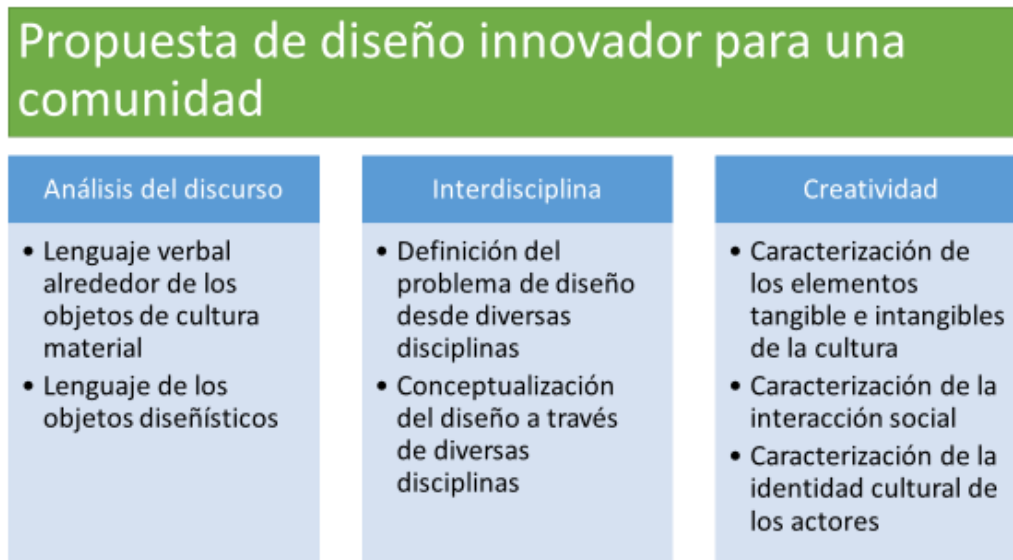 Propuesta de diseño innovador para una
comunidad
Análisis del discurso
• Lenguaje verbal
alrededor de los
objetos de cultura
material
• Lenguaje de los
objetos diseñísticos
Interdisciplina
• Definición del
problema de diseño
desde diversas
disciplinas
• Conceptualización
del diseño a través
de diversas
disciplinas
Creatividad
• Caracterización de
los elementos
tangible e intangibles
de la cultura
• Caracterización de la
interacción social
• Caracterización de la
identidad cultural de
los actores